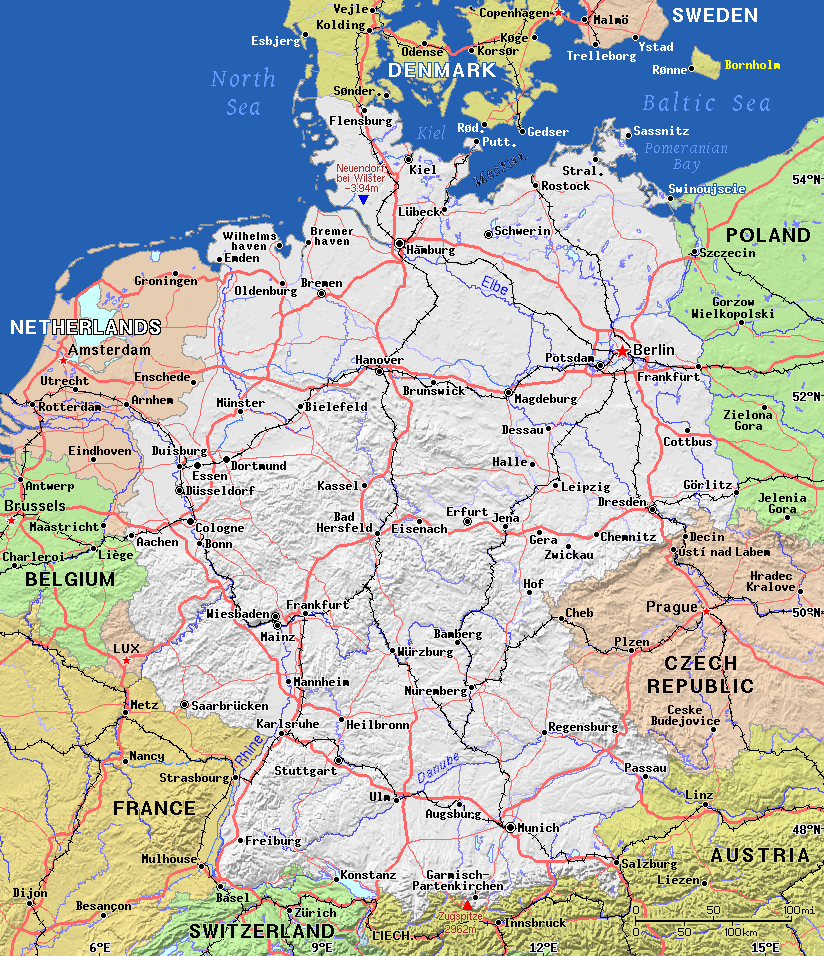 Vejle
Kolding
Copenhagen
Malmö
SWEDEN
Esbjerg
Odense
Køge
Korsør
Ystad
Trelleborg
DENMARK
Rønne
Bornholm
North
Sea
Sønder.
Baltic Sea
Flensburg
Kiel
Rød.
Putt.
Gedser
Sassnitz
Pomeranian
Bay
Neuendorf
bei Wilster
-3.94m
Kiel
Stral.
Rostock
54°N
Swinoujscie
Lübeck
Wilhelms
haven
Bremer
haven
Schwerin
POLAND
Emden
Hamburg
Szczecin
Groningen
Oldenburg
Bremen
Elbe
Gorzow
Wielkopolski
NETHERLANDS
Amsterdam
Berlin
Hanover
Potsdam
Utrecht
Enschede
Frankfurt
Rotterdam
Arnhem
Münster
Bielefeld
Brunswick
Magdeburg
52°N
Zielona
Gora
Dessau
Cottbus
Eindhoven
Duisburg
Dortmund
Essen
Halle
Antwerp
Düsseldorf
Kassel
Leipzig
Görlitz
Brussels
Jelenia
Gora
Maastricht
Cologne
Bad
Hersfeld
Eisenach
Erfurt
Jena
Dresden
Aachen
Bonn
Gera
Chemnitz
Decin
Zwickau
Usti nad Labem
Charleroi
Liège
BELGIUM
Hof
Hradec
Kralove
Wiesbaden
Frankfurt
Cheb
Prague
50°N
Mainz
Bamberg
LUX
Würzburg
Plzen
CZECH
REPUBLIC
Mannheim
Nuremberg
Metz
Saarbrücken
Karlsruhe
Heilbronn
Regensburg
Ceske
Budejovice
Nancy
Rhine
Strasbourg
Stuttgart
Danube
Passau
FRANCE
Ulm
Augsburg
Munich
Linz
48°N
Freiburg
Mulhouse
Salzburg
AUSTRIA
Konstanz
Garmisch-
Partenkirchen
Liezen
Dijon
Besançon
Basel
Zürich
Zugspitze
2962m
Innsbruck
0 50 100mi
0 50 100km
SWITZERLAND
LIECH.
6°E
9°E
12°E
15°E